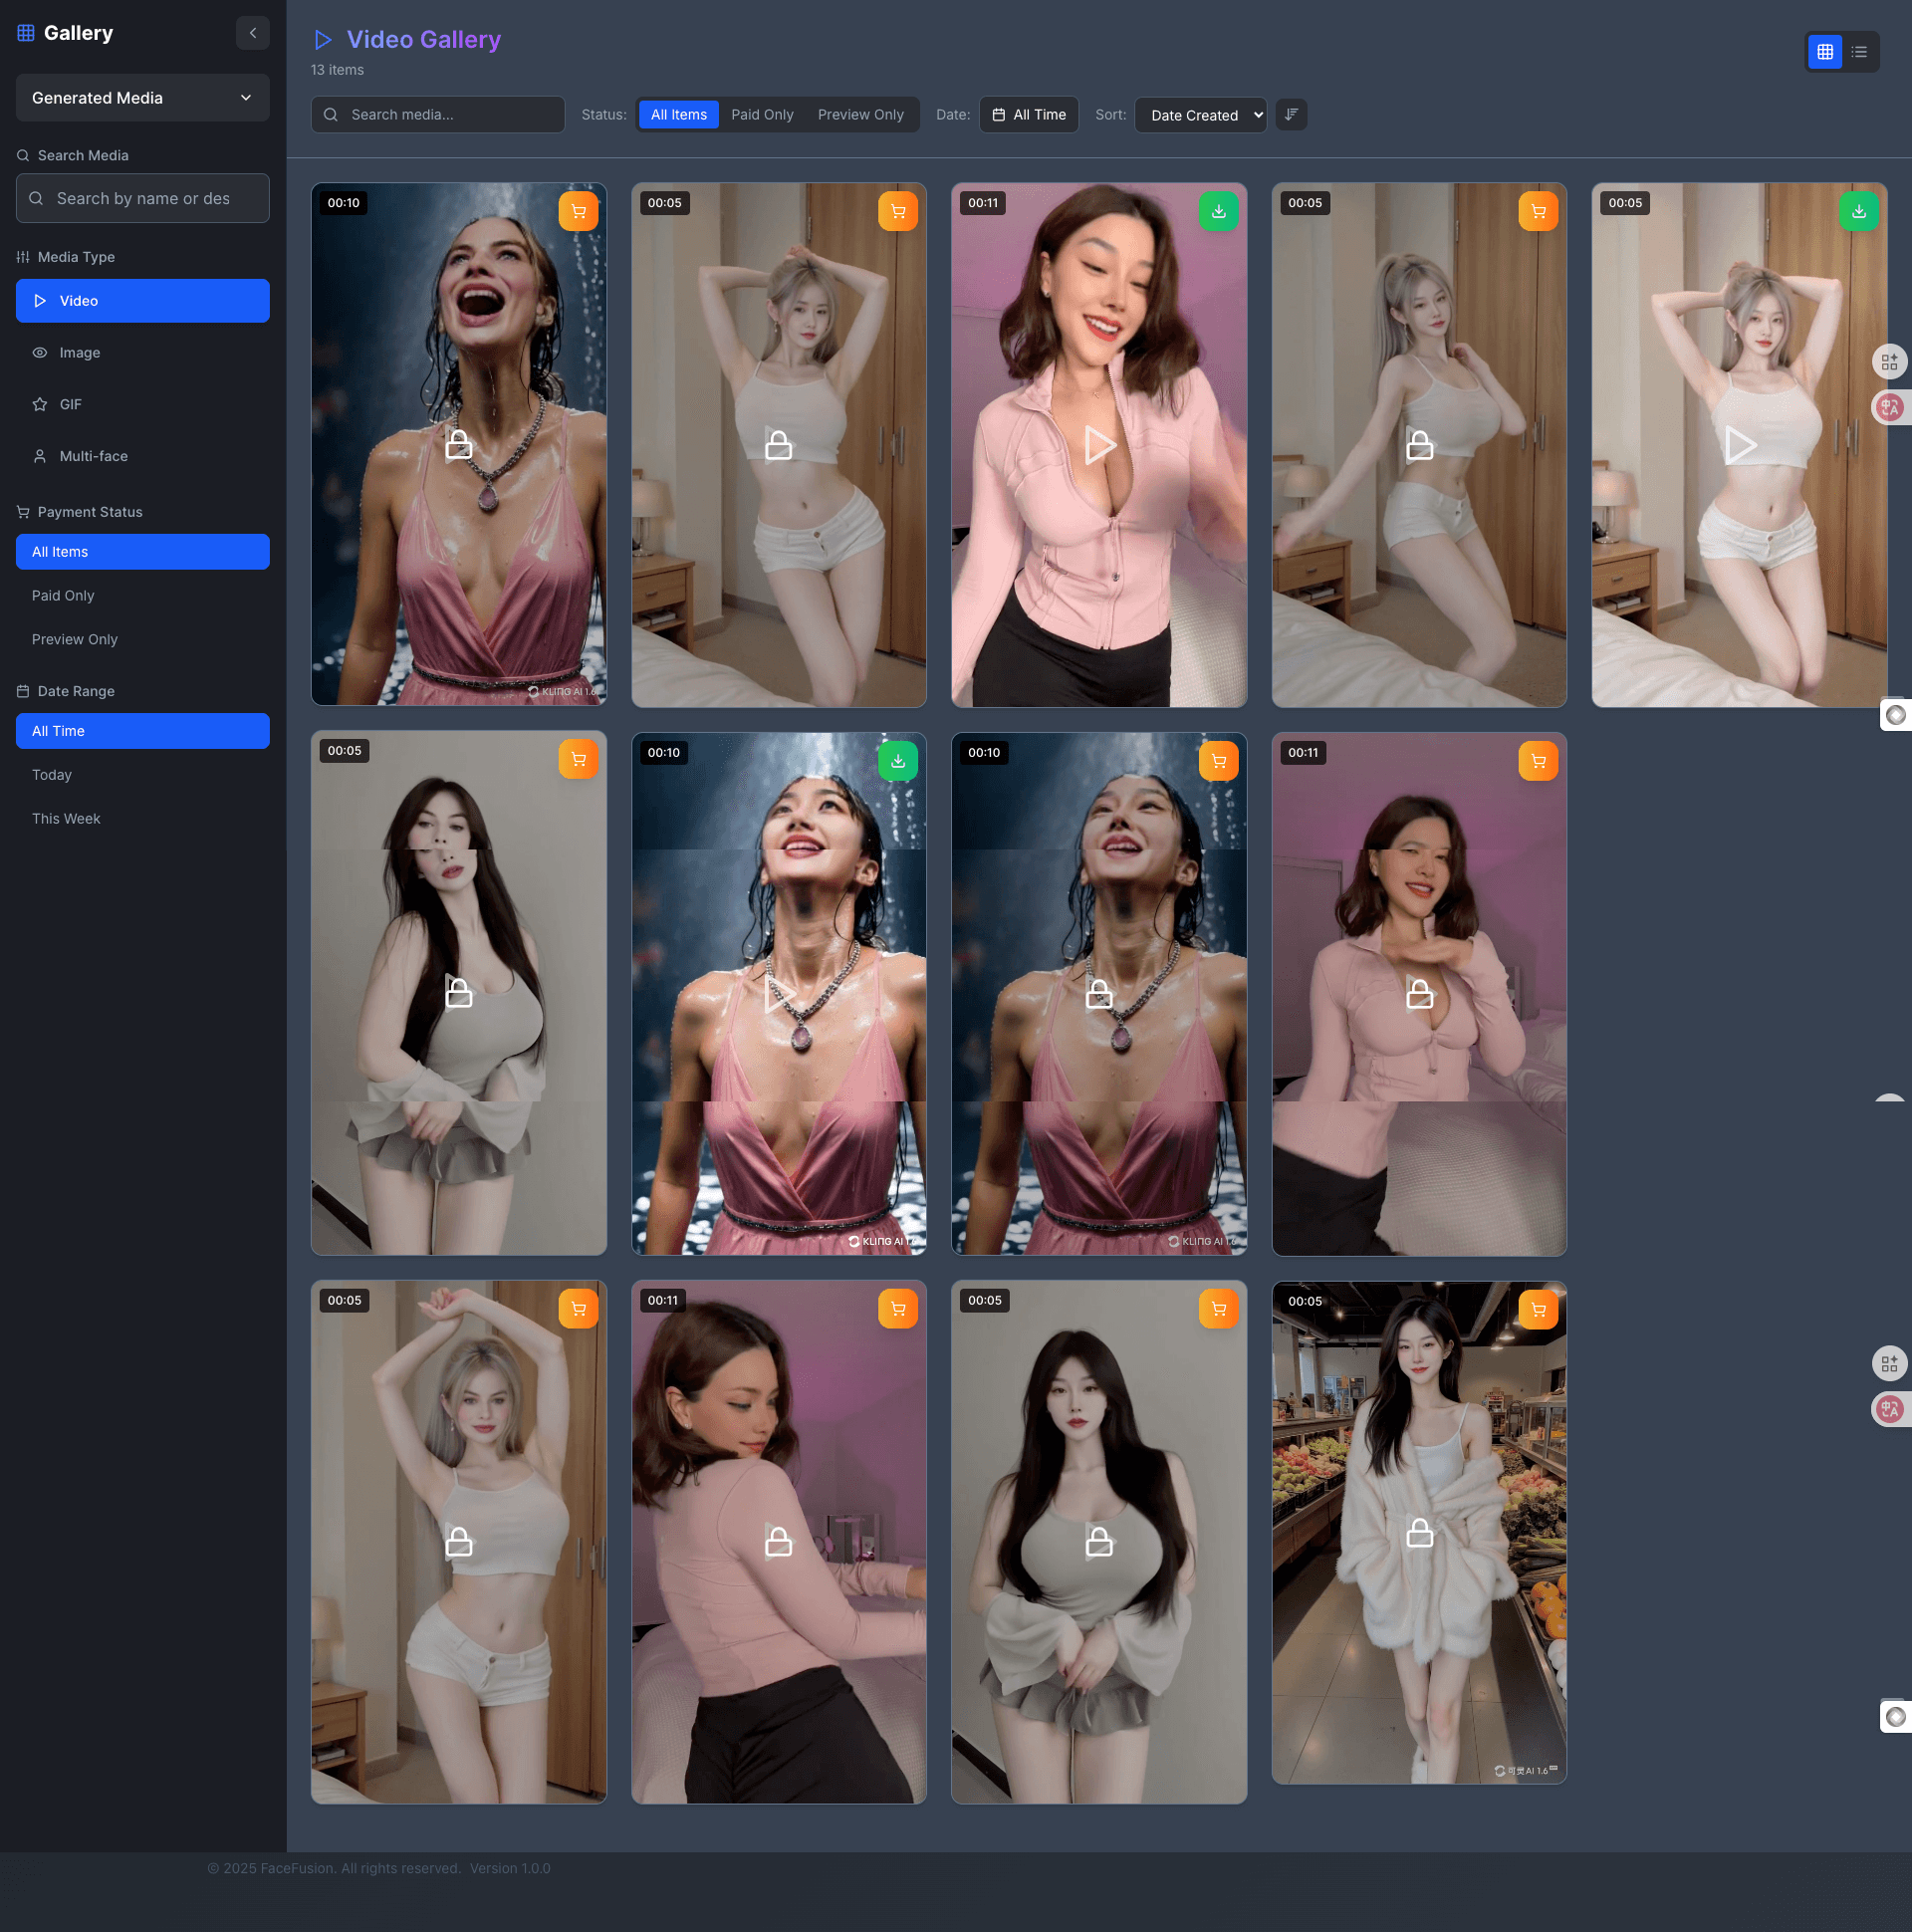 Gallery
Generated Media
Search Media
Search by name or des
Media Type
Video
Image
GIF
Multi-face
Payment Status
All Items
Paid Only
Preview Only
Date Range
All Time
Today
This Week
Video Gallery
13 items
Search media...
Status:
All Items
Paid Only
Preview Only
Date:
All Time
Sort:
Date Created
00:10
00:05
00:11
00:05
00:05
KLING AI 1.6
00:05
00:10
00:10
00:11
KLING AI 1.6
KLING AI 1.6
00:05
00:11
00:05
00:05
可灵 AI 1.6
© 2025 FaceFusion. All rights reserved. Version 1.0.0